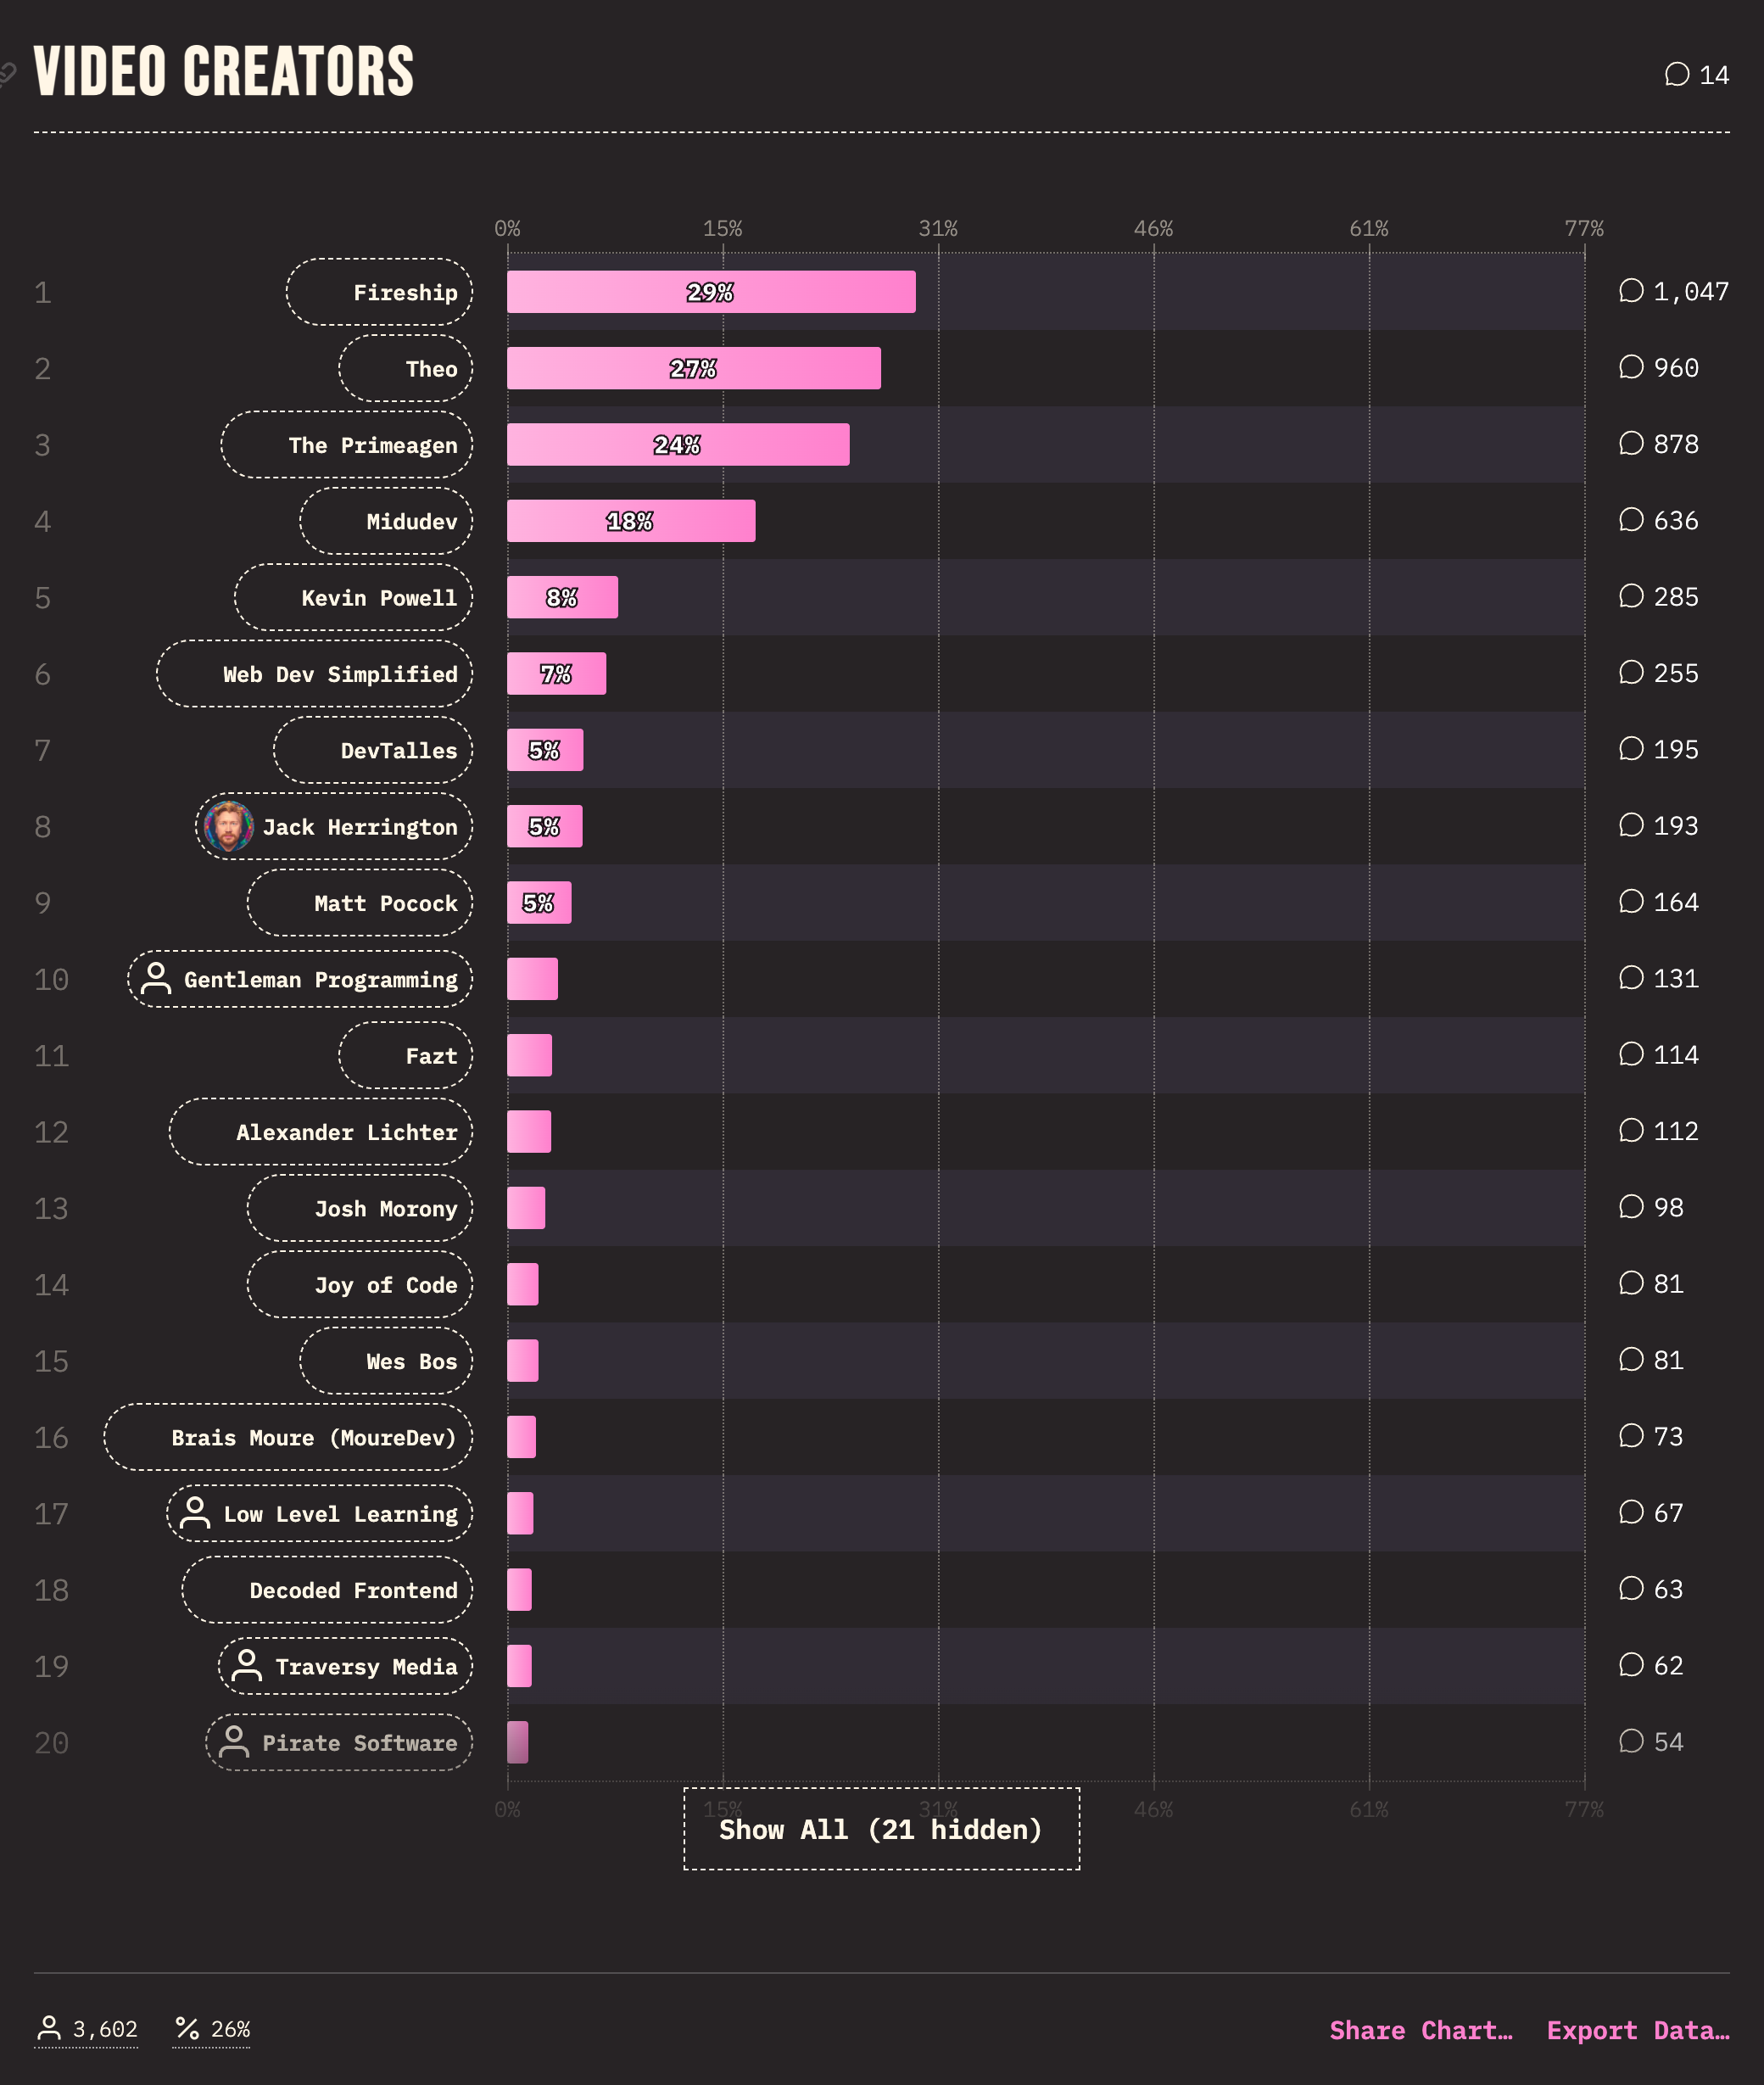 VIDEO CREATORS
14
0% 15% 31% 46% 61% 77%
1 Fireship 29% 1,047
2 Theo 27% 960
3 The Primeagen 24% 878
4 Midudev 18% 636
5 Kevin Powell 8% 285
6 Web Dev Simplified 7% 255
7 DevTalles 5% 195
8 Jack Herrington 5% 193
9 Matt Pocock 5% 164
10 Gentleman Programming 131
11 Fazt 114
12 Alexander Lichter 112
13 Josh Morony 98
14 Joy of Code 81
15 Wes Bos 81
16 Brais Moure (MoureDev) 73
17 Low Level Learning 67
18 Decoded Frontend 63
19 Traversy Media 62
20 Pirate Software 54
0% 15% 31% 46% 61% 77%
Show All (21 hidden)
3,602 % 26% Share Chart… Export Data…